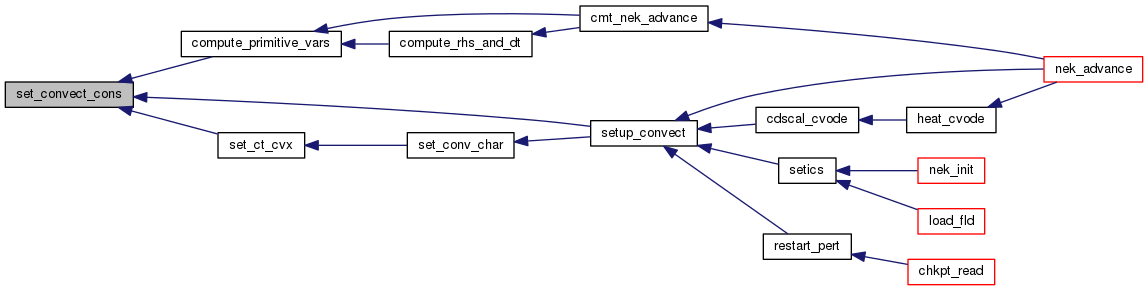 cmt_nek_advance
compute_primitive_vars
compute_rhs_and_dt
nek_advance
set_convect_cons
cdscal_cvode
heat_cvode
setup_convect
set_ct_cvx
set_conv_char
setics
nek_init
load_fld
restart_pert
chkpt_read